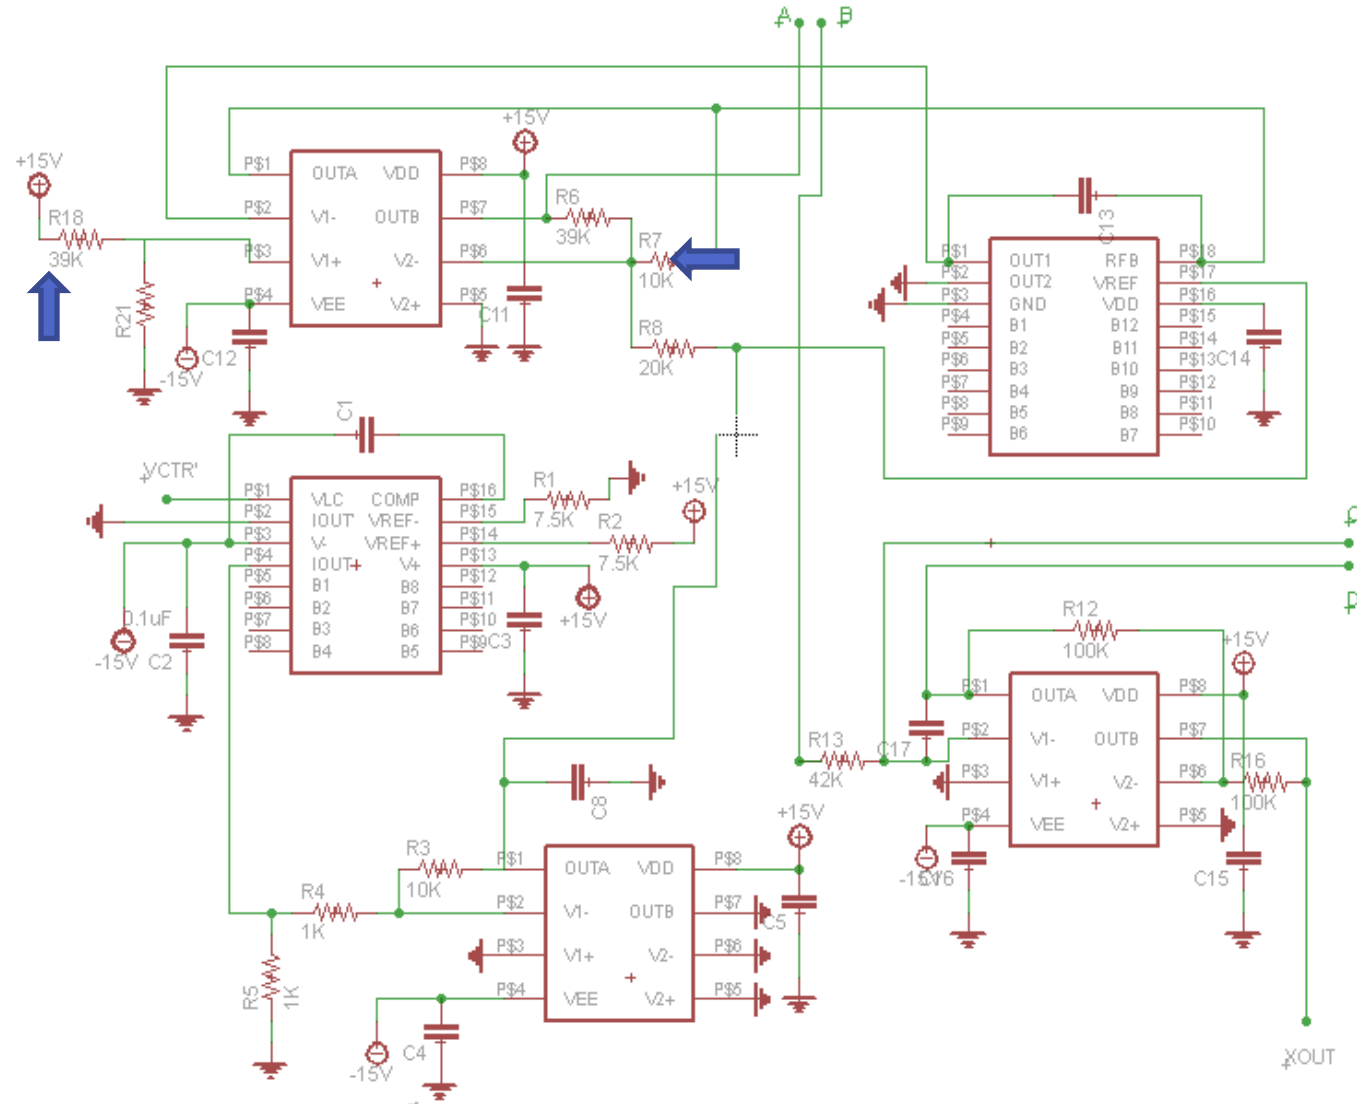 A B
+15V
+15V
R18
39K
R21
P$1 OUTA VDD P$8
P$2 V1- OUTB P$7
P$3 V1+ V2- P$6
P$4 VEE V2+ P$5
C12
-15V
C11
R6
39K
R7
10K
R8
20K
C13
P$1 OUT1 RFB P$18
P$2 OUT2 VREF P$17
P$3 GND VDD P$16
P$4 B1 B12 P$15
P$5 B2 B11 P$14
P$6 B3 B10 P$13
P$7 B4 B9 P$12
P$8 B5 B8 P$11
P$9 B6 B7 P$10
C14
C1
VCTR'
P$1 VLC COMP P$16
P$2 IOUT' VREF- P$15
P$3 V- VREF+ P$14
P$4 IOUT V+ P$13
P$5 B1 B8 P$12
P$6 B2 B7 P$11
P$7 B3 B6 P$10
P$8 B4 B5 P$9
R1
7.5K
R2
7.5K
+15V
+15V
C3
0.1uF
-15V C2
R12
100K
+15V
P$1 OUTA VDD P$8
P$2 V1- OUTB P$7
P$3 V1+ V2- P$6
P$4 VEE V2+ P$5
R13
42K
C17
R16
100K
-15V
C16
C15
C8
+15V
R3
10K
R4
1K
R5
1K
P$1 OUTA VDD P$8
P$2 V1- OUTB P$7
P$3 V1+ V2- P$6
P$4 VEE V2+ P$5
C5
C4
-15V
XOUT